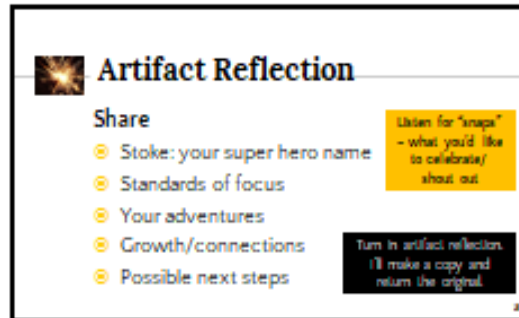 Artifact Reflection
Share
Stoke: your super hero name
Standards of focus
Your adventures
Growth/connections
Possible next steps
Listen for "snaps"
– what you'd like
to celebrate/
shout out
Turn in artifact reflection.
I'll make a copy and
return the original.